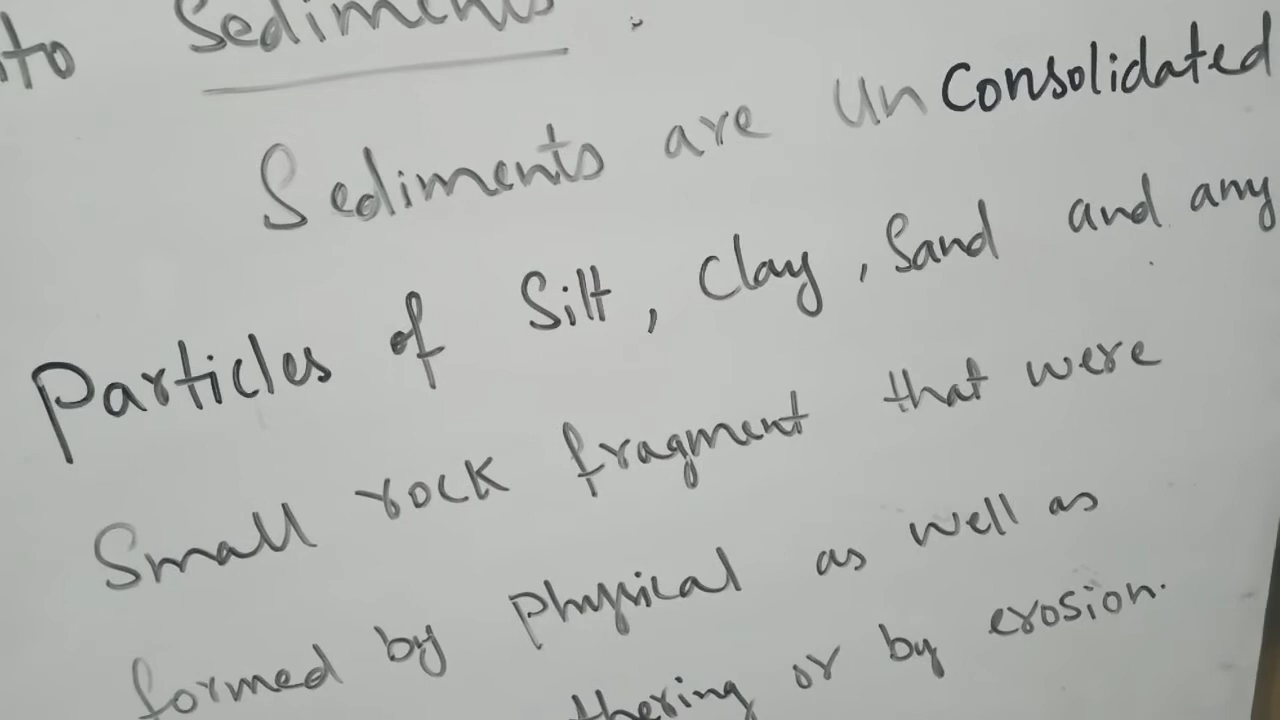 to Sediments.
Sediments are Unconsolidated
Particles of Silt, Clay, Sand and any
Small rock fragment that were
formed by Physical as well as
thering or by erosion.